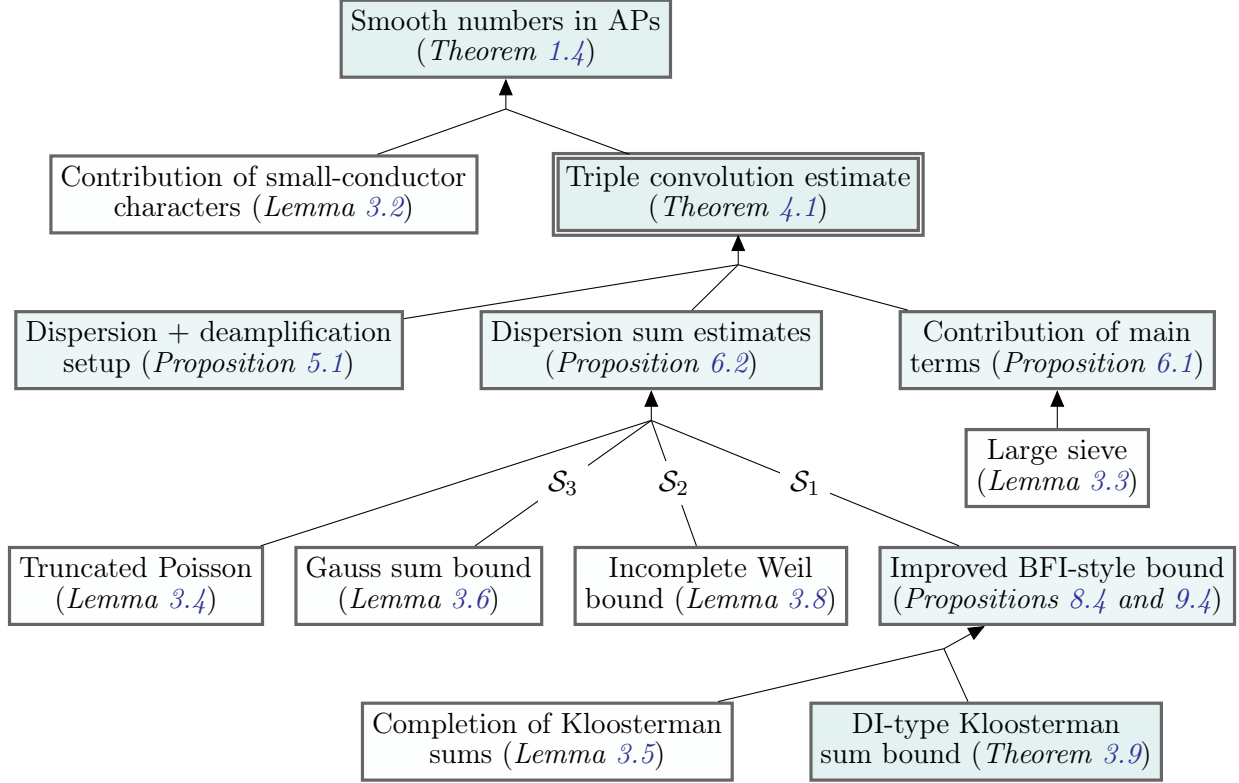 Smooth numbers in APs
(Theorem 1.4)
Contribution of small-conductor
characters (Lemma 3.2)
Triple convolution estimate
(Theorem 4.1)
Dispersion + deamplification
setup (Proposition 5.1)
Dispersion sum estimates
(Proposition 6.2)
Contribution of main
terms (Proposition 6.1)
Large sieve
(Lemma 3.3)
S₃
S₂
S₁
Truncated Poisson
(Lemma 3.4)
Gauss sum bound
(Lemma 3.6)
Incomplete Weil
bound (Lemma 3.8)
Improved BFI-style bound
(Propositions 8.4 and 9.4)
Completion of Kloosterman
sums (Lemma 3.5)
DI-type Kloosterman
sum bound (Theorem 3.9)